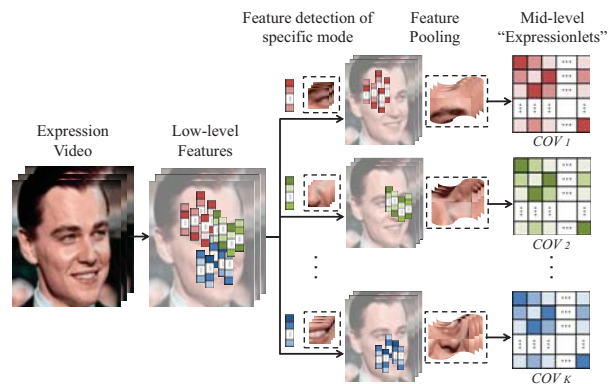 Feature detection of
specific mode
Feature
Pooling
Mid-level
“Expressionlets”
Expression
Video
Low-level
Features
COV 1
COV 2
COV K